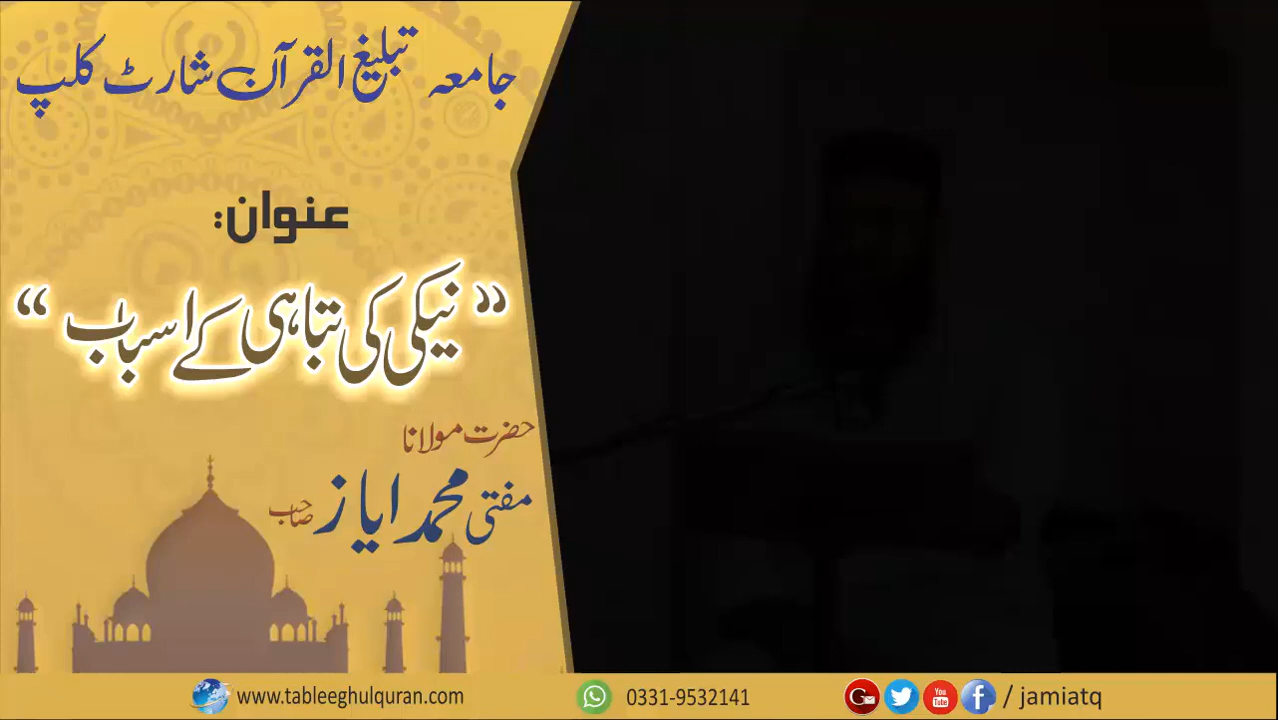 جامعہ تبلیغ القرآن شارٹ کلپ
عنوان:
”نیکی کی تباہی کے اسباب“
حضرت مولانا
مفتی محمد ایاز صاحب
www.tableeghulquran.com
0331-9532141
/ jamiatq